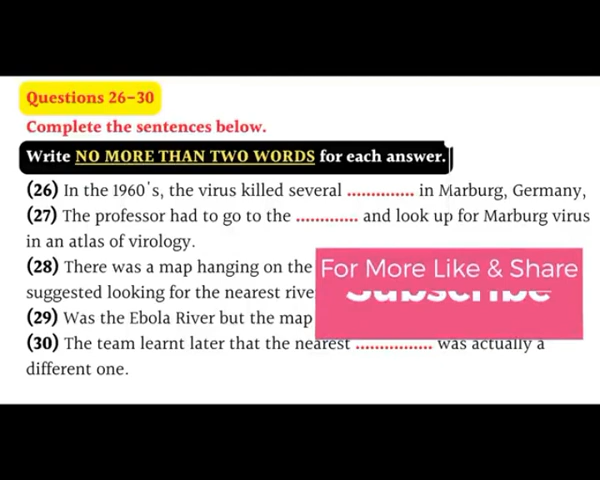 Questions 26-30
Complete the sentences below.
Write NO MORE THAN TWO WORDS for each answer.
(26) In the 1960's, the virus killed several .............. in Marburg, Germany,
(27) The professor had to go to the ............. and look up for Marburg virus
in an atlas of virology.
(28) There was a map hanging on the
For More Like & Share
suggested looking for the nearest rive
Subscribe
(29) Was the Ebola River but the map
(30) The team learnt later that the nearest ................ was actually a
different one.